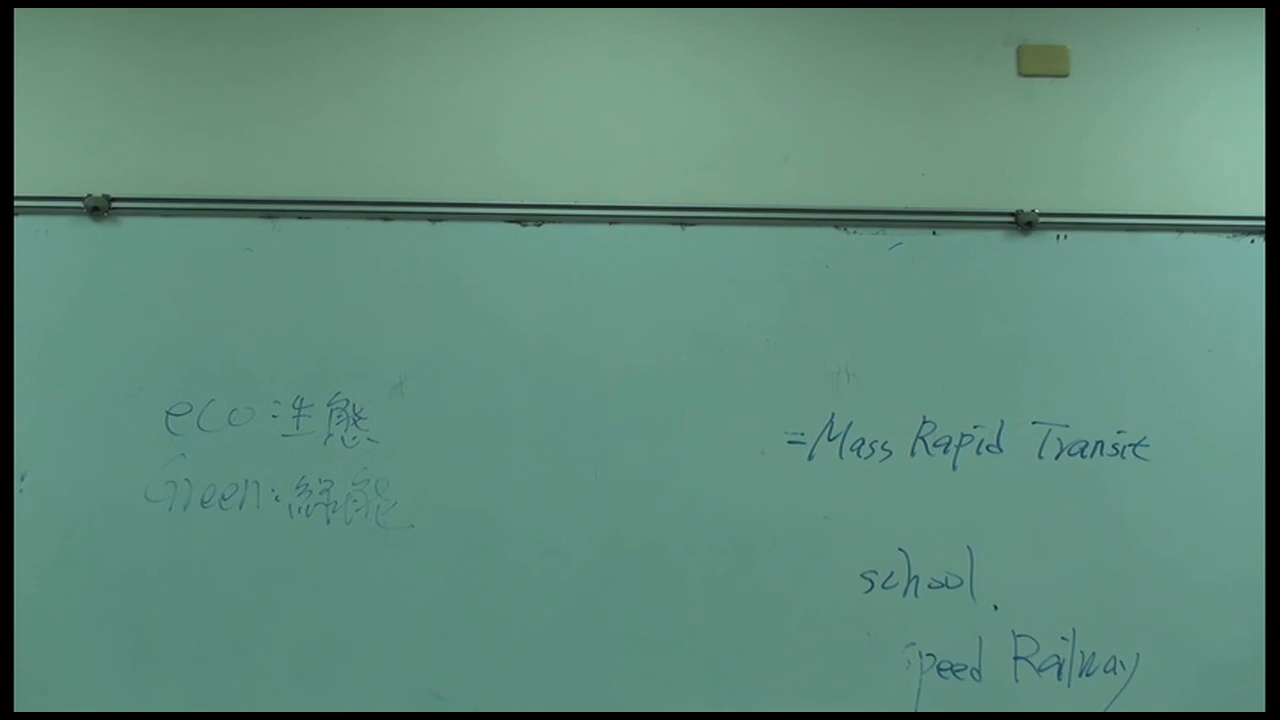 eco:生態
Green:綠能
=Mass Rapid Transit
school
speed Railway